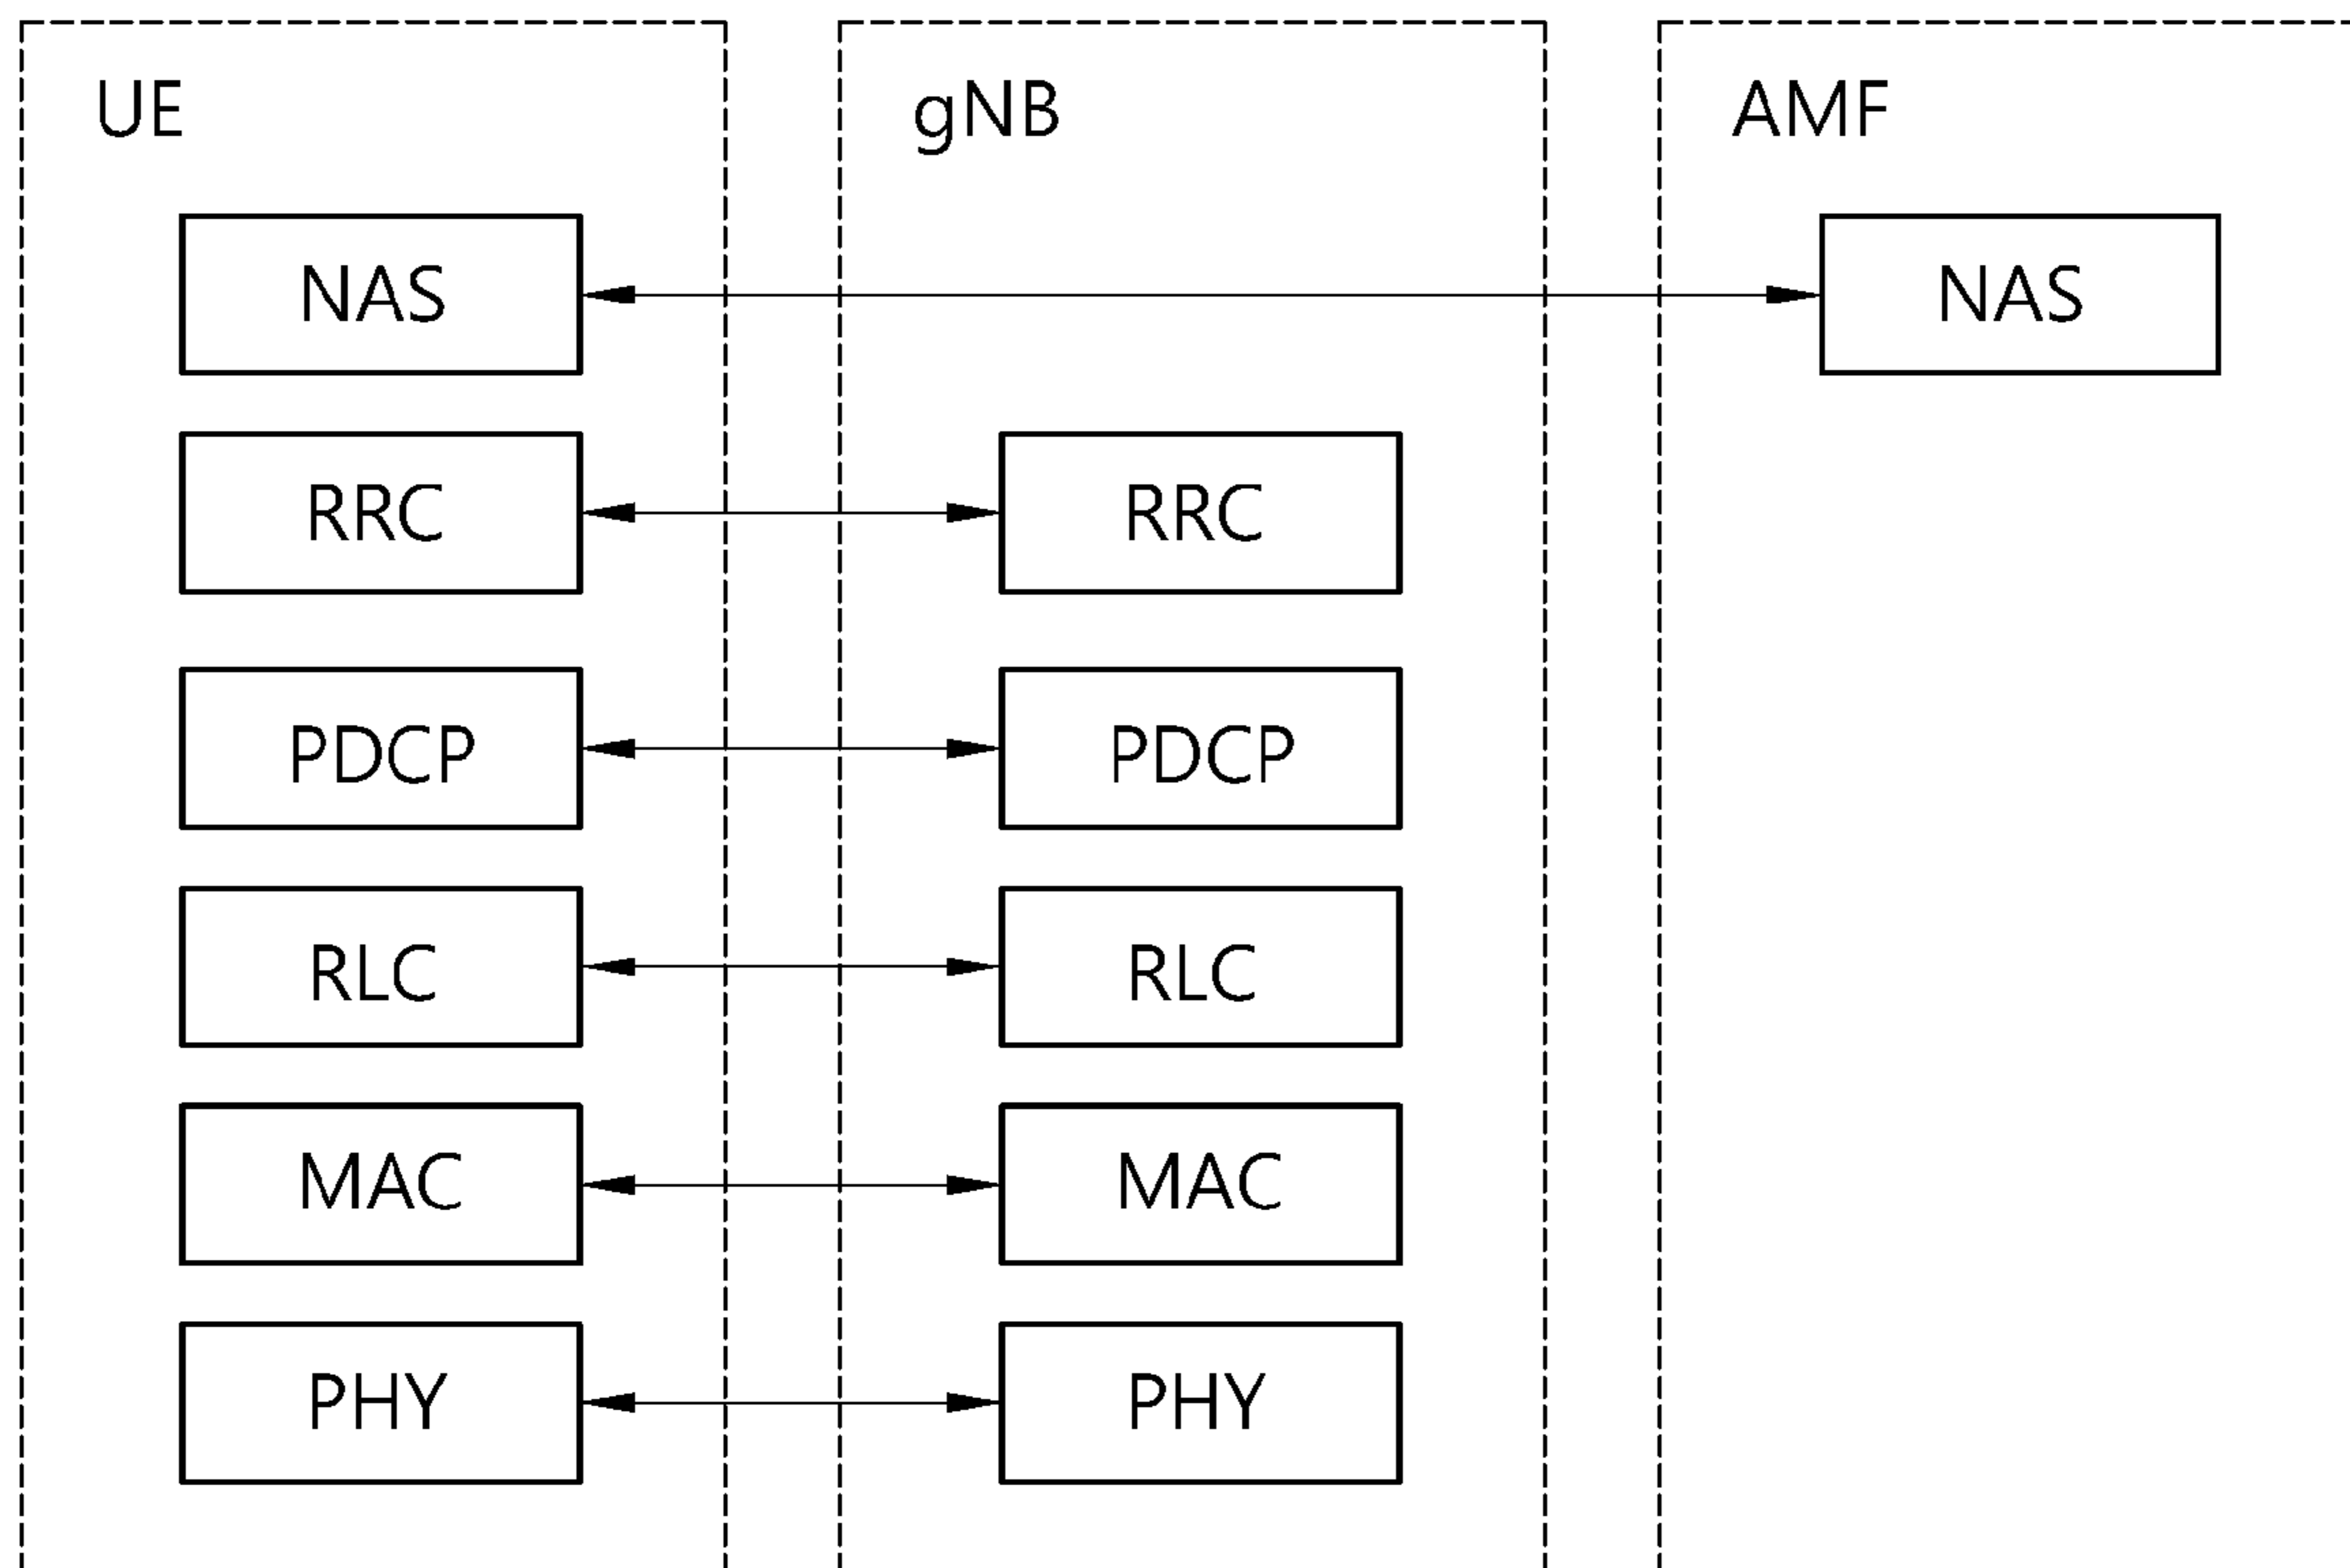 UE gNB AMF
NAS NAS
RRC RRC
PDCP PDCP
RLC RLC
MAC MAC
PHY PHY